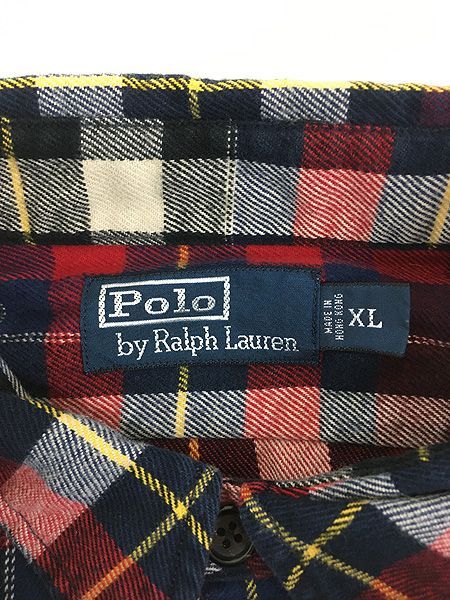 Polo
by Ralph Lauren
MADE IN
HONG KONG
XL